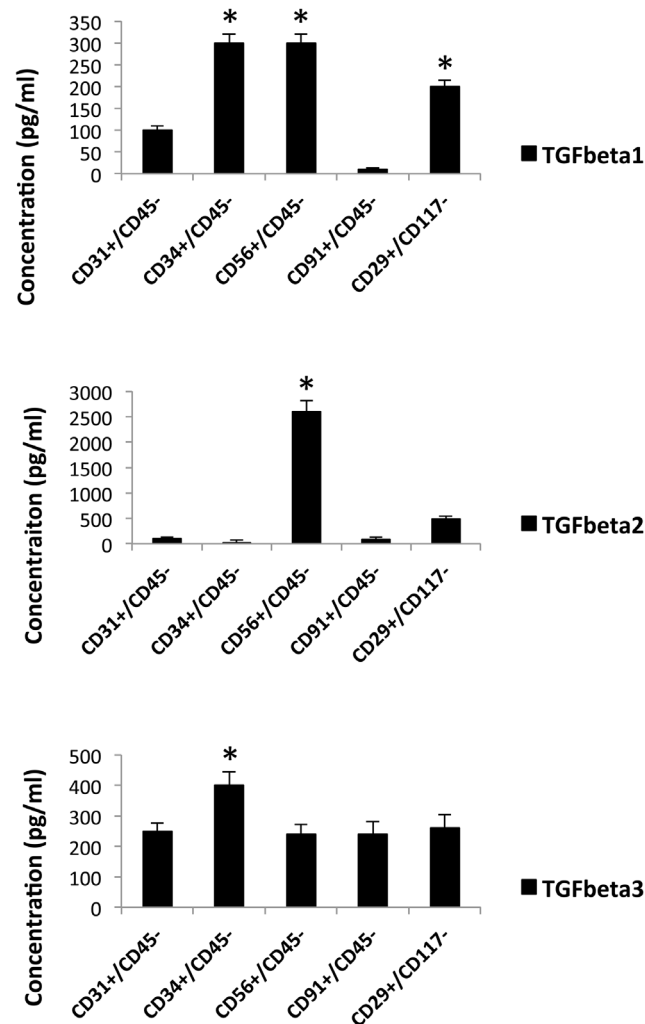 Concentration (pg/ml)
350
300
250
200
150
100
50
0
*
*
*
CD31+/CD45-
CD34+/CD45-
CD56+/CD45-
CD91+/CD45-
CD29+/CD117-
TGFbeta1
Concentraiton (pg/ml)
3000
2500
2000
1500
1000
500
0
*
CD31+/CD45-
CD34+/CD45-
CD56+/CD45-
CD91+/CD45-
CD29+/CD117-
TGFbeta2
Concentration (pg/ml)
500
400
300
200
100
0
*
CD31+/CD45-
CD34+/CD45-
CD56+/CD45-
CD91+/CD45-
CD29+/CD117-
TGFbeta3